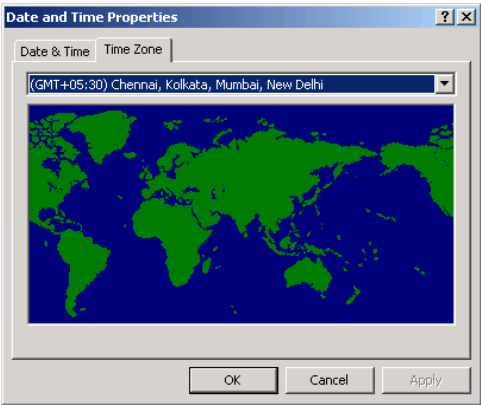 Date and Time Properties
Date & Time
Time Zone
(GMT+05:30) Chennai, Kolkata, Mumbai, New Delhi
OK
Cancel
Apply